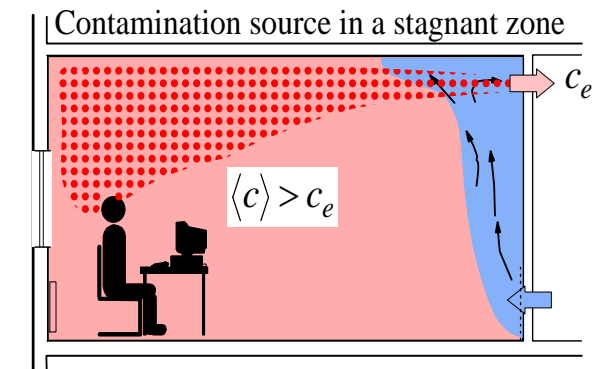 Contamination source in a stagnant zone
c_e
⟨c⟩ > c_e